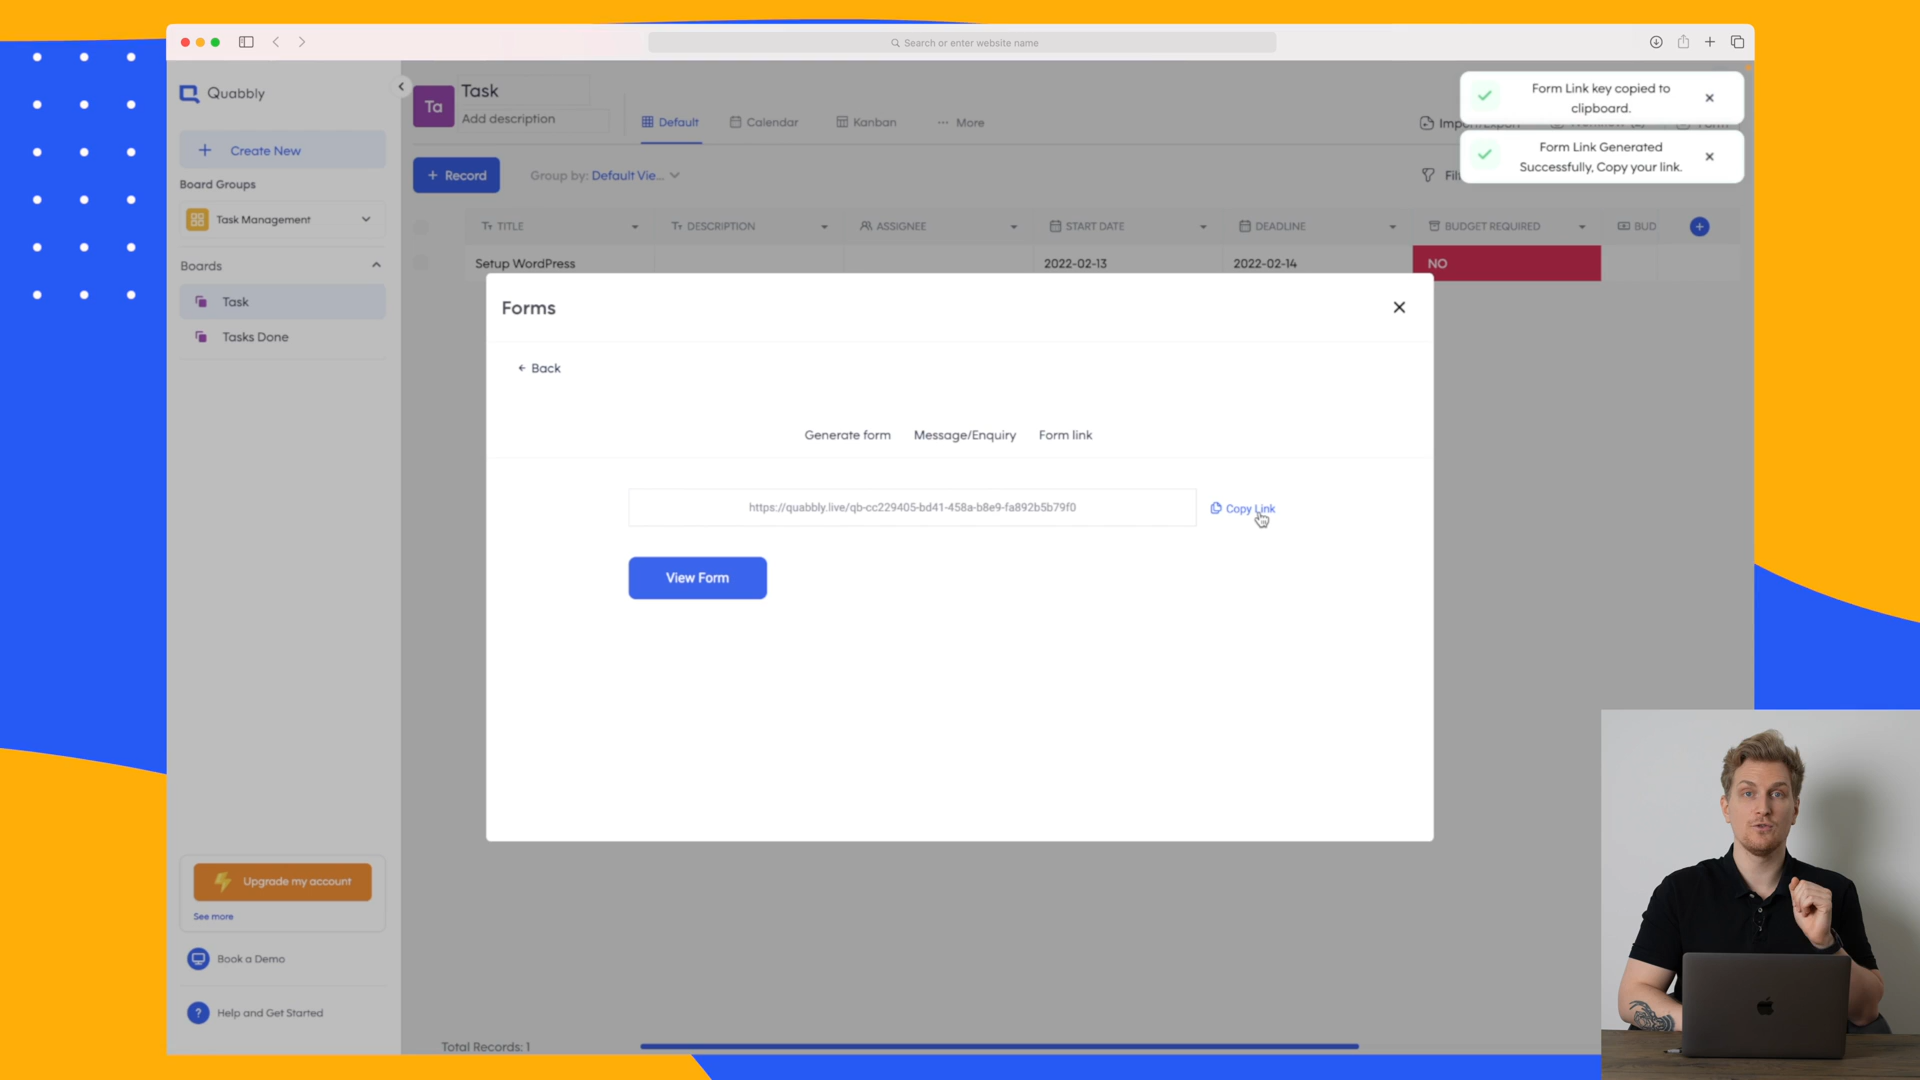 Search or enter website name
Quabbly
Create New
Board Groups
Task Management
Boards
Task
Tasks Done
Upgrade my account
See more
Book a Demo
? Help and Get Started
Ta
Task
Add description
Default
Calendar
Kanban
··· More
+ Record
Group by: Default Vie...
TITLE
DESCRIPTION
ASSIGNEE
START DATE
DEADLINE
BUDGET REQUIRED
BUD
Setup WordPress
2022-02-13
2022-02-14
NO
Form Link key copied to
clipboard.
Form Link Generated
Successfully, Copy your link.
Forms
← Back
Generate form
Message/Enquiry
Form link
https://quabbly.live/qb-cc229405-bd41-458a-b8e9-fa892b5b79f0
Copy Link
View Form
Total Records: 1